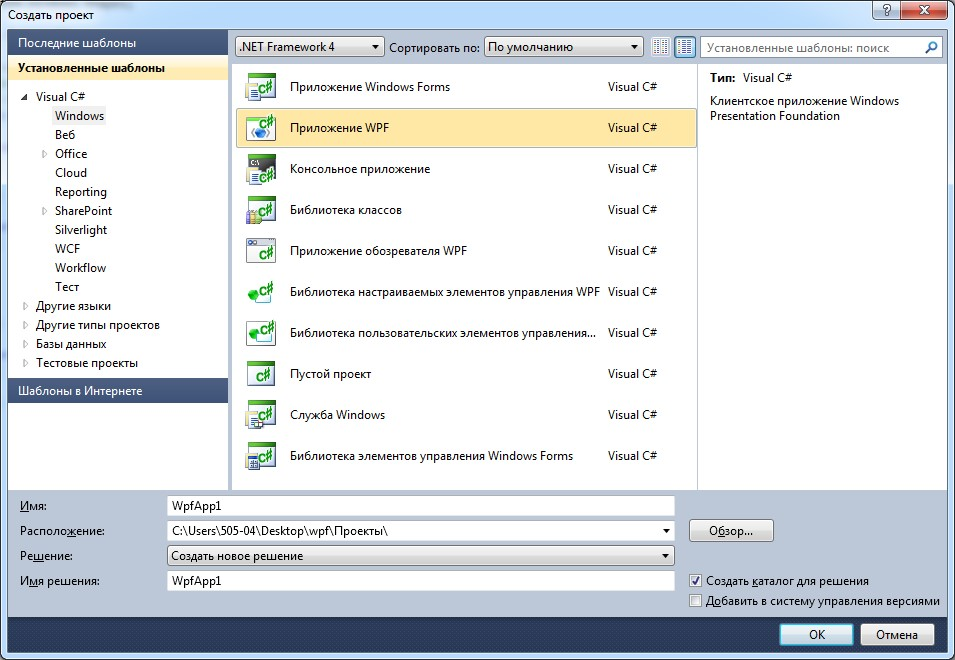 Создать проект
Последние шаблоны
Установленные шаблоны
Visual C#
Windows
Веб
Office
Cloud
Reporting
SharePoint
Silverlight
WCF
Workflow
Тест
Другие языки
Другие типы проектов
Базы данных
Тестовые проекты
Шаблоны в Интернете
.NET Framework 4 Сортировать по: По умолчанию Установленные шаблоны: поиск
Приложение Windows Forms Visual C#
Приложение WPF Visual C#
Консольное приложение Visual C#
Библиотека классов Visual C#
Приложение обозревателя WPF Visual C#
Библиотека настраиваемых элементов управления WPF Visual C#
Библиотека пользовательских элементов управления... Visual C#
Пустой проект Visual C#
Служба Windows Visual C#
Библиотека элементов управления Windows Forms Visual C#
Тип: Visual C#
Клиентское приложение Windows
Presentation Foundation
Имя: WpfApp1
Расположение: C:\Users\505-04\Desktop\wpf\Проекты\ Обзор...
Решение: Создать новое решение
Имя решения: WpfApp1
Создать каталог для решения
Добавить в систему управления версиями
OK Отмена